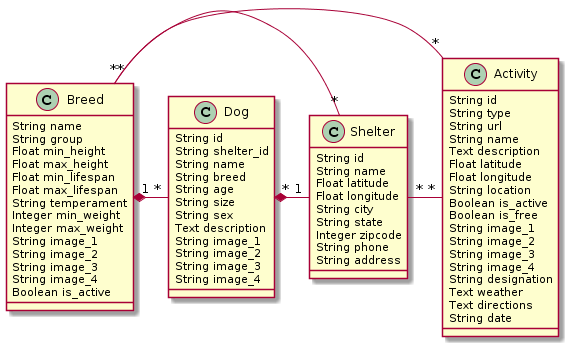 C Breed
String name
String group
Float min_height
Float max_height
Float min_lifespan
Float max_lifespan
String temperament
Integer min_weight
Integer max_weight
String image_1
String image_2
String image_3
String image_4
Boolean is_active
C Dog
String id
String shelter_id
String name
String breed
String age
String size
String sex
Text description
String image_1
String image_2
String image_3
String image_4
C Shelter
String id
String name
Float latitude
Float longitude
String city
String state
Integer zipcode
String phone
String address
C Activity
String id
String type
String url
String name
Text description
Float latitude
Float longitude
String location
Boolean is_active
Boolean is_free
String image_1
String image_2
String image_3
String image_4
String designation
Text weather
Text directions
String date
1 *
* 1
* *
**
*
*